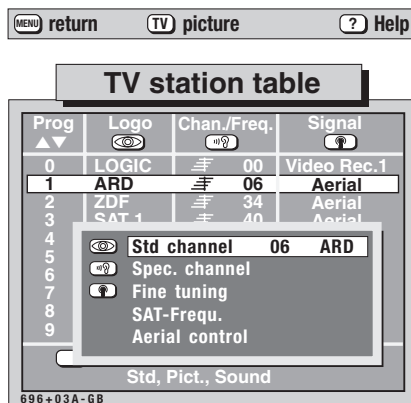 MENU return TV picture ? Help
TV station table
Prog Logo Chan./Freq. Signal
0 LOGIC 00 Video Rec.1
1 ARD 06 Aerial
2 ZDF 34 Aerial
3 SAT 1 40 Aerial
4
5
6
7
8
9
Std channel 06 ARD
Spec. channel
Fine tuning
SAT-Frequ.
Aerial control
Std, Pict., Sound
696+03A-GB